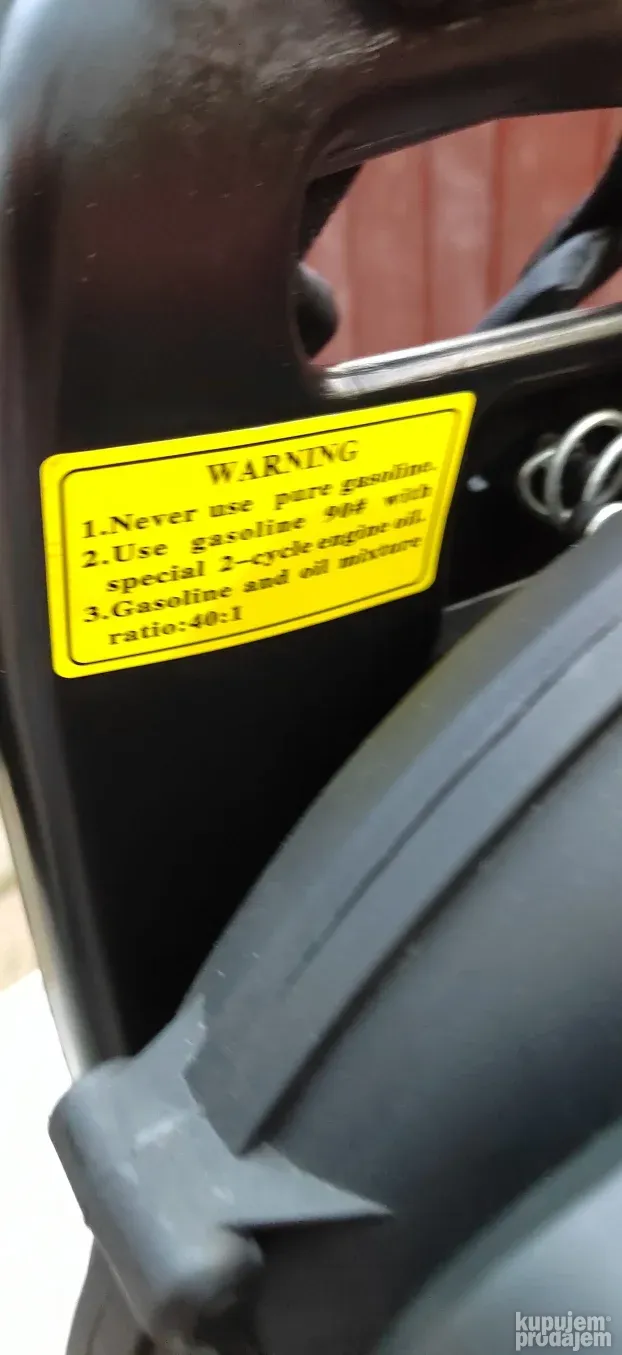 WARNING
1.Never use pure gasoline.
2.Use gasoline 90# with
special 2-cycle engine oil.
3.Gasoline and oil mixture
ratio:40:1
kupujem
prodajem